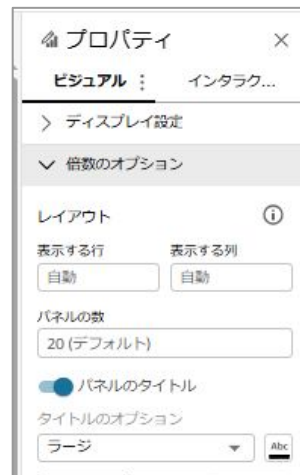 プロパティ
ビジュアル インタラク...
ディスプレイ設定
倍数のオプション
レイアウト
表示する行 表示する列
自動 自動
パネルの数
20 (デフォルト)
パネルのタイトル
タイトルのオプション
ラージ Abc